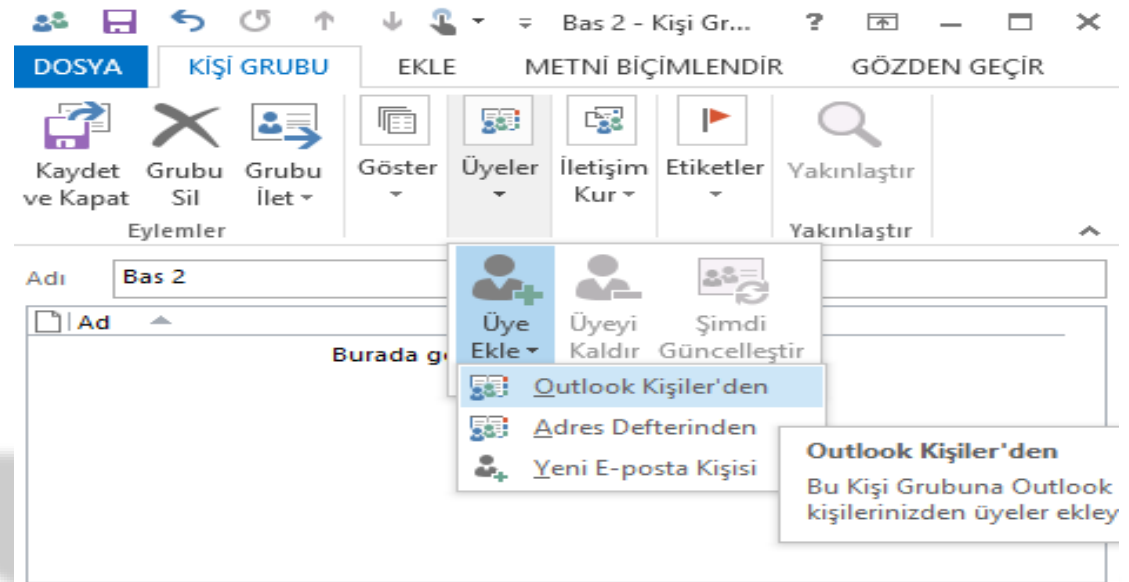 Bas 2 - Kişi Gr...
DOSYA KİŞİ GRUBU EKLE METNİ BİÇİMLENDİR GÖZDEN GEÇİR
Kaydet ve Kapat
Grubu Sil
Grubu İlet
Göster
Üyeler
İletişim Kur
Etiketler
Yakınlaştır
Eylemler
Yakınlaştır
Adı Bas 2
Ad
Burada g
Üye Ekle
Üyeyi Kaldır
Şimdi Güncelleştir
Outlook Kişiler'den
Adres Defterinden
Yeni E-posta Kişisi
Outlook Kişiler'den
Bu Kişi Grubuna Outlook
kişilerinizden üyeler ekley